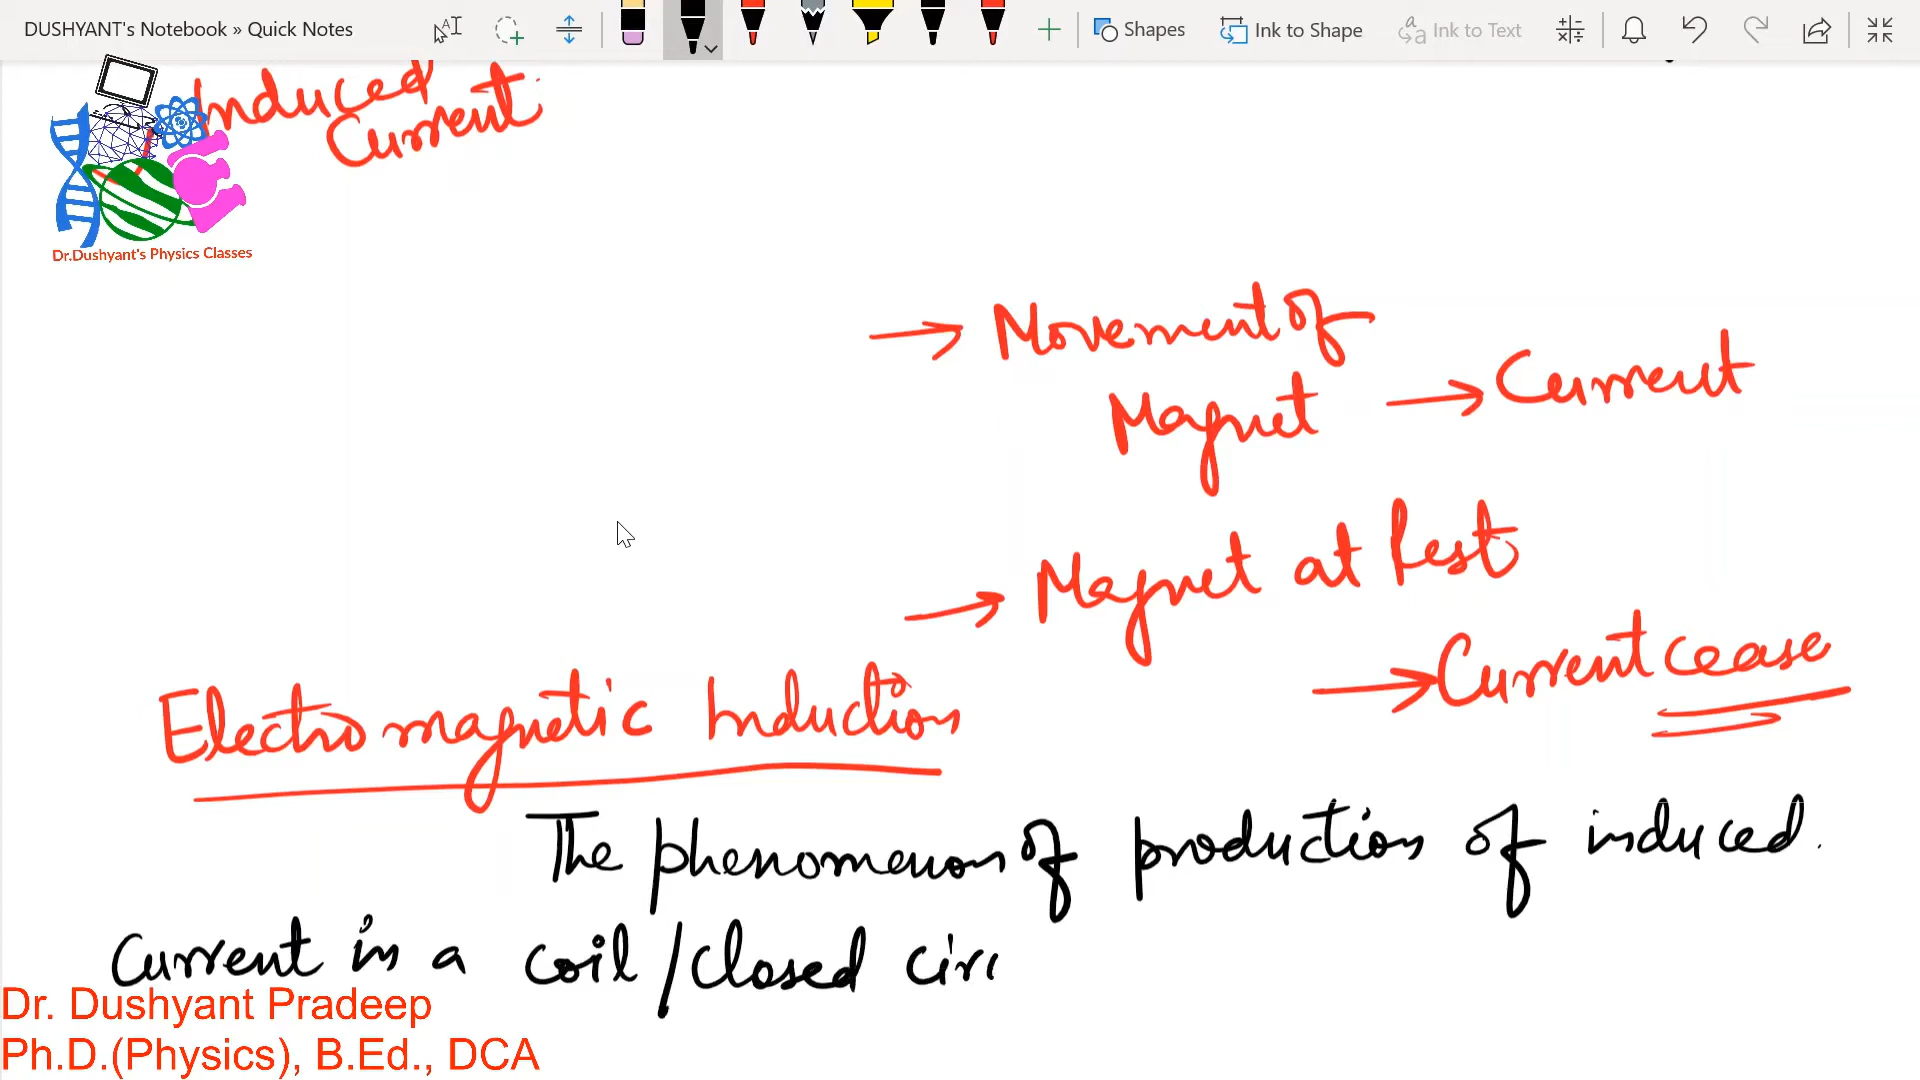 DUSHYANT's Notebook » Quick Notes
Shapes
Ink to Shape
Ink to Text
Induced
Current
Dr.Dushyant's Physics Classes
→ Movement of
Magnet → Current
→ Magnet at Rest
→ Current cease
Electromagnetic Induction
The phenomenon of production of induced
Current in a coil / closed circ
Dr. Dushyant Pradeep
Ph.D.(Physics), B.Ed., DCA